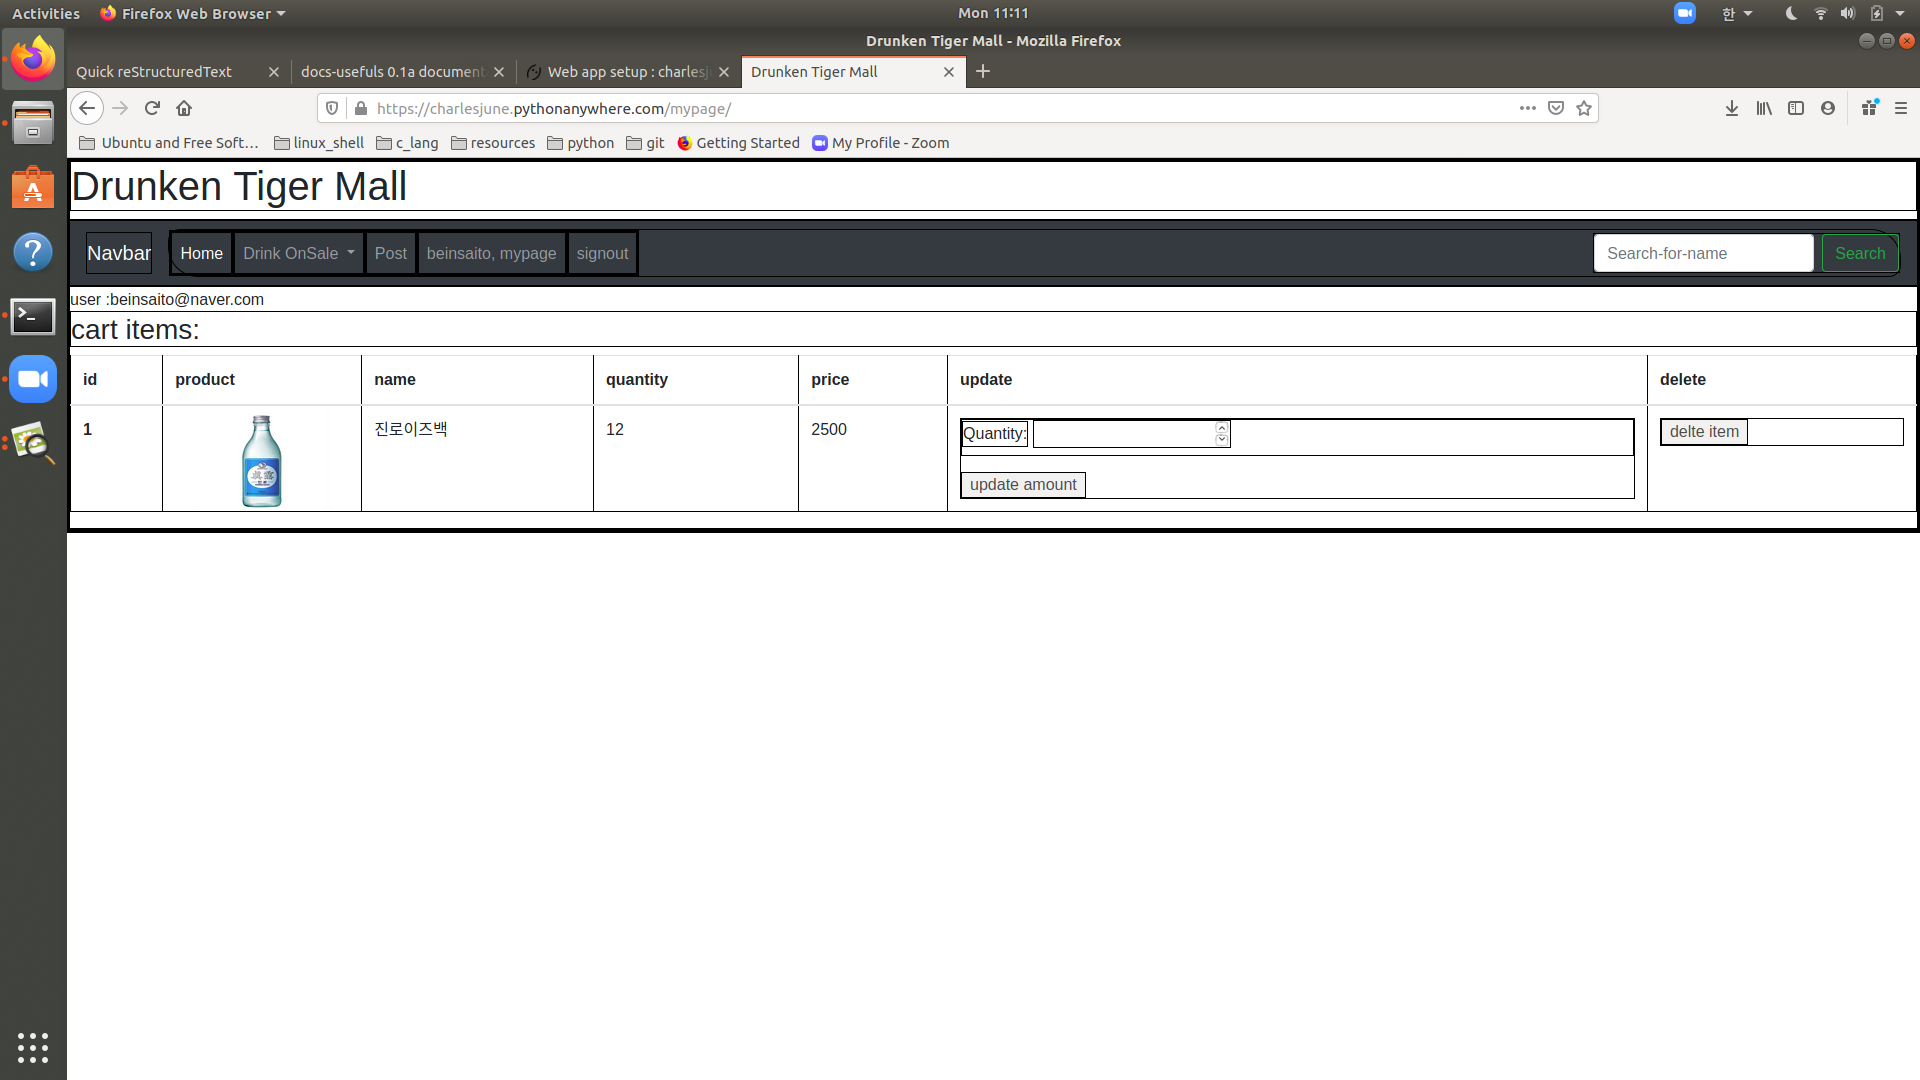 Activities Firefox Web Browser Mon 11:11 한
Drunken Tiger Mall - Mozilla Firefox
Quick reStructuredText docs-usefuls 0.1a document Web app setup : charlesj Drunken Tiger Mall
https://charlesjune.pythonanywhere.com/mypage/
Ubuntu and Free Soft… linux_shell c_lang resources python git Getting Started My Profile - Zoom
Drunken Tiger Mall
Navbar Home Drink OnSale Post beinsaito, mypage signout Search-for-name Search
user :beinsaito@naver.com
cart items:
id product name quantity price update delete
1 진로이즈백 12 2500 Quantity: delte item
update amount